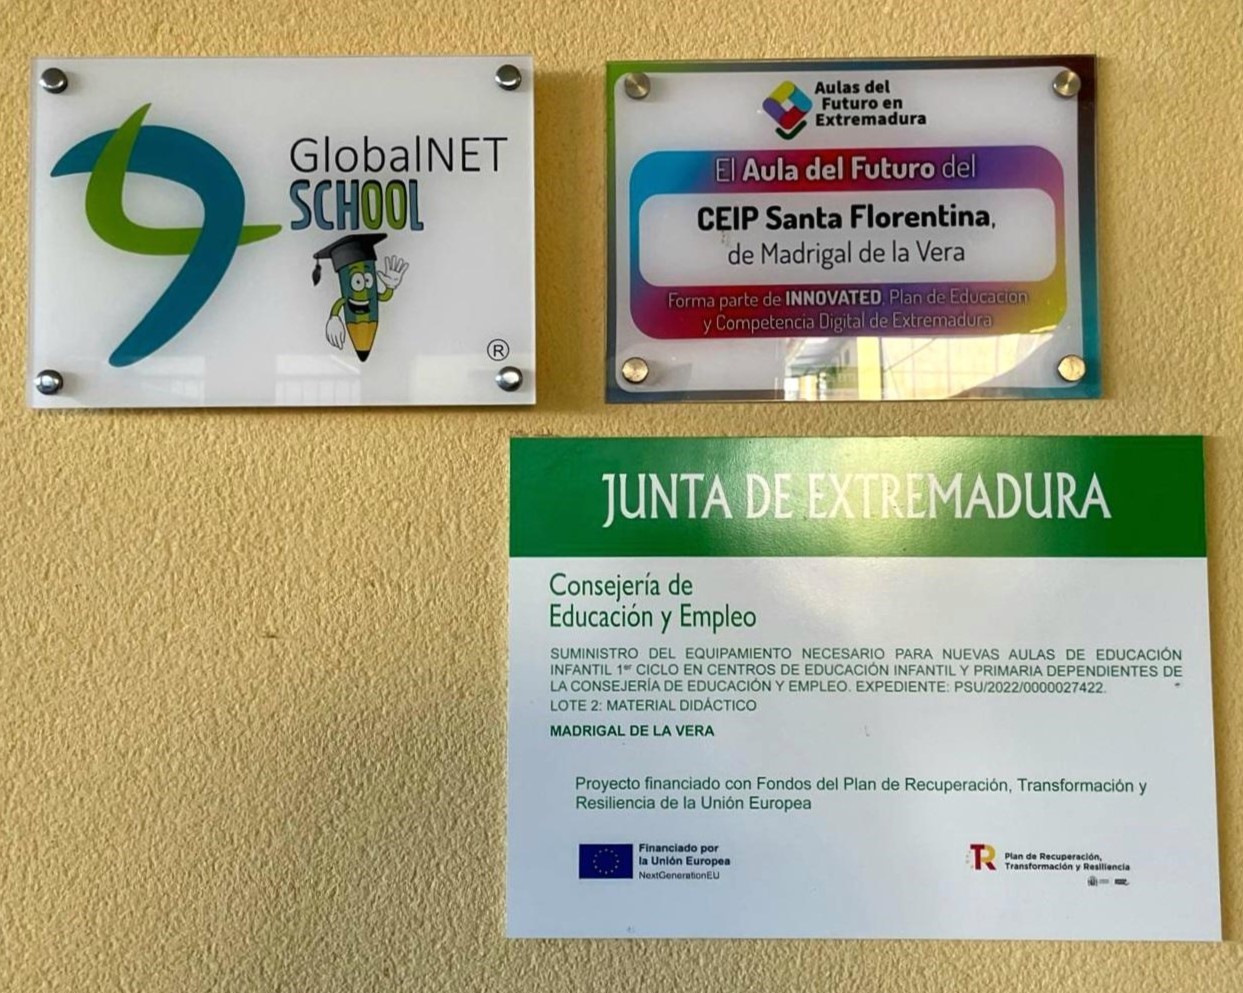 GlobalNET
SCHOOL
®
Aulas del
Futuro en
Extremadura
El Aula del Futuro del
CEIP Santa Florentina,
de Madrigal de la Vera
Forma parte de INNOVATED, Plan de Educación
y Competencia Digital de Extremadura
JUNTA DE EXTREMADURA
Consejería de
Educación y Empleo
SUMINISTRO DEL EQUIPAMIENTO NECESARIO PARA NUEVAS AULAS DE EDUCACIÓN
INFANTIL 1er CICLO EN CENTROS DE EDUCACIÓN INFANTIL Y PRIMARIA DEPENDIENTES DE
LA CONSEJERÍA DE EDUCACIÓN Y EMPLEO. EXPEDIENTE: PSU/2022/0000027422.
LOTE 2: MATERIAL DIDÁCTICO
MADRIGAL DE LA VERA
Proyecto financiado con Fondos del Plan de Recuperación, Transformación y
Resiliencia de la Unión Europea
Financiado por
la Unión Europea
NextGenerationEU
TR
Plan de Recuperación,
Transformación y Resiliencia